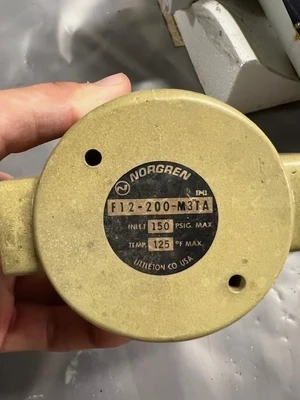 NORGREN
F12-200-M3TA
INLET 150 PSIG. MAX.
TEMP. 125 °F MAX.
LITTLETON CO. USA